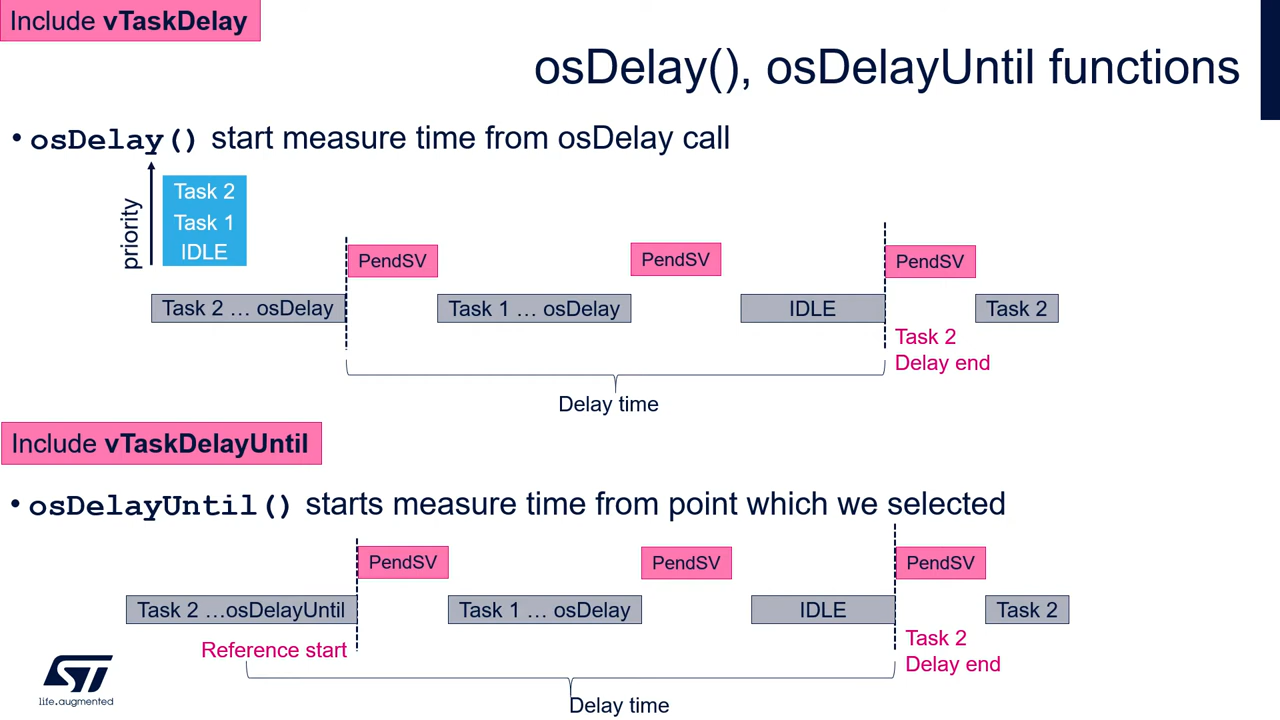 Include vTaskDelay
osDelay(), osDelayUntil functions
• osDelay() start measure time from osDelay call
priority
Task 2
Task 1
IDLE
PendSV
PendSV
PendSV
Task 2 … osDelay
Task 1 … osDelay
IDLE
Task 2
Task 2
Delay end
Delay time
Include vTaskDelayUntil
• osDelayUntil() starts measure time from point which we selected
PendSV
PendSV
PendSV
Task 2 …osDelayUntil
Task 1 … osDelay
IDLE
Task 2
Reference start
Task 2
Delay end
Delay time
ST
life.augmented